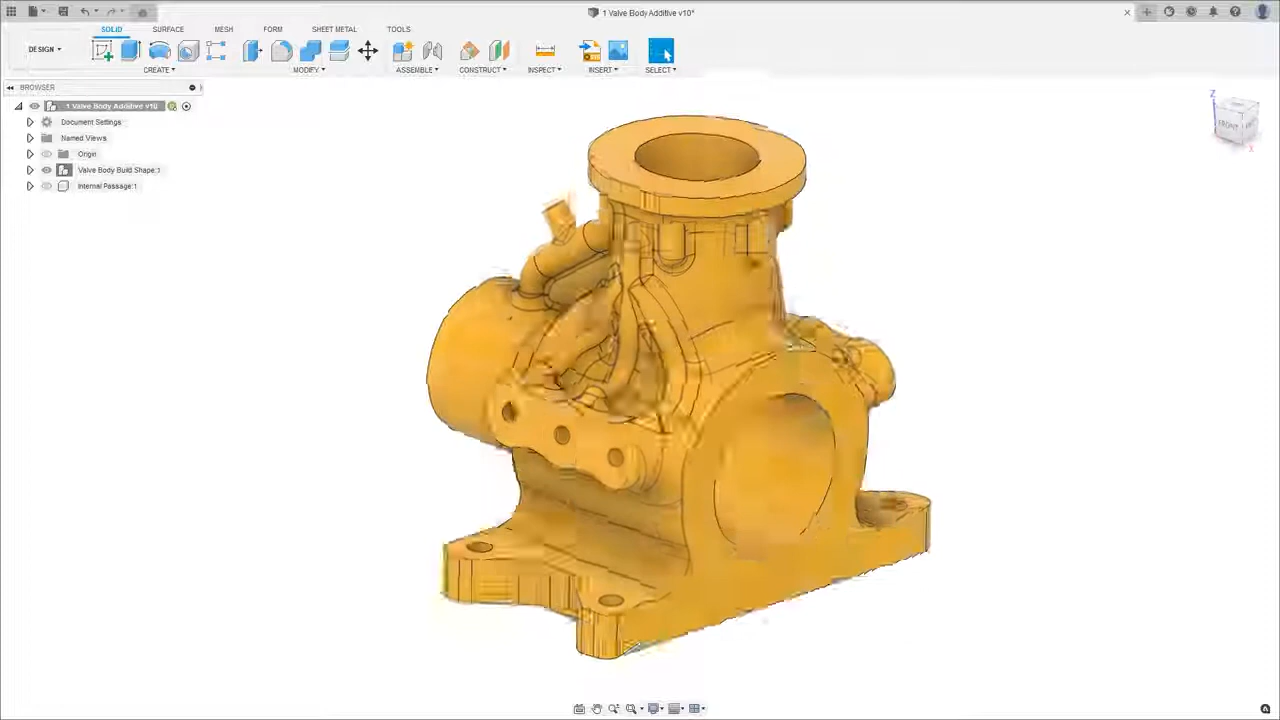 1 Valve Body Additive v10*
SOLID SURFACE MESH FORM SHEET METAL TOOLS
DESIGN
CREATE MODIFY ASSEMBLE CONSTRUCT INSPECT INSERT SELECT
BROWSER
1 Valve Body Additive v10
Document Settings
Named Views
Origin
Valve Body Build Shape:1
Internal Passage:1
Z
FRONT
X